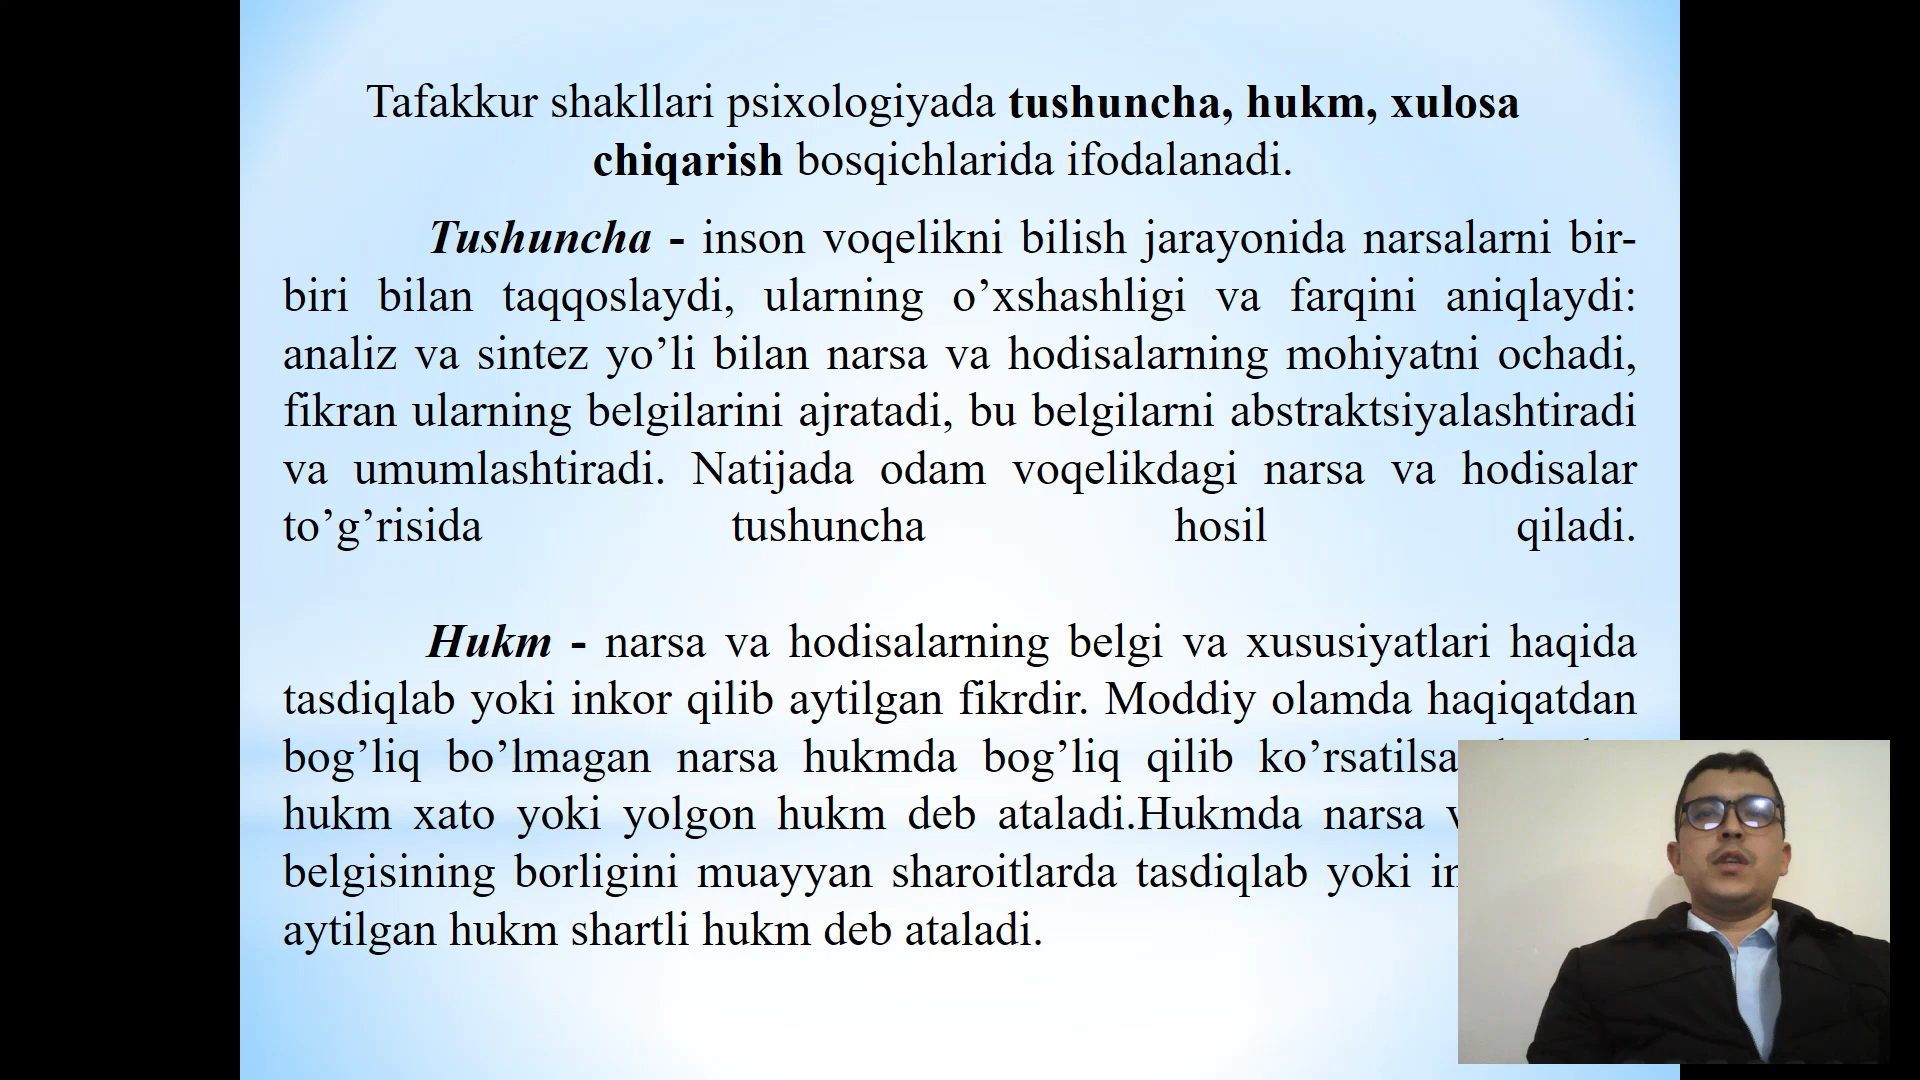 Tafakkur shakllari psixologiyada tushuncha, hukm, xulosa
chiqarish bosqichlarida ifodalanadi.
Tushuncha - inson voqelikni bilish jarayonida narsalarni bir-
biri bilan taqqoslaydi, ularning o’xshashligi va farqini aniqlaydi:
analiz va sintez yo’li bilan narsa va hodisalarning mohiyatni ochadi,
fikran ularning belgilarini ajratadi, bu belgilarni abstraktsiyalashtiradi
va umumlashtiradi. Natijada odam voqelikdagi narsa va hodisalar
to’g’risida tushuncha hosil qiladi.
Hukm - narsa va hodisalarning belgi va xususiyatlari haqida
tasdiqlab yoki inkor qilib aytilgan fikrdir. Moddiy olamda haqiqatdan
bog’liq bo’lmagan narsa hukmda bog’liq qilib ko’rsatilsa
hukm xato yoki yolgon hukm deb ataladi.Hukmda narsa
belgisining borligini muayyan sharoitlarda tasdiqlab yoki
aytilgan hukm shartli hukm deb ataladi.